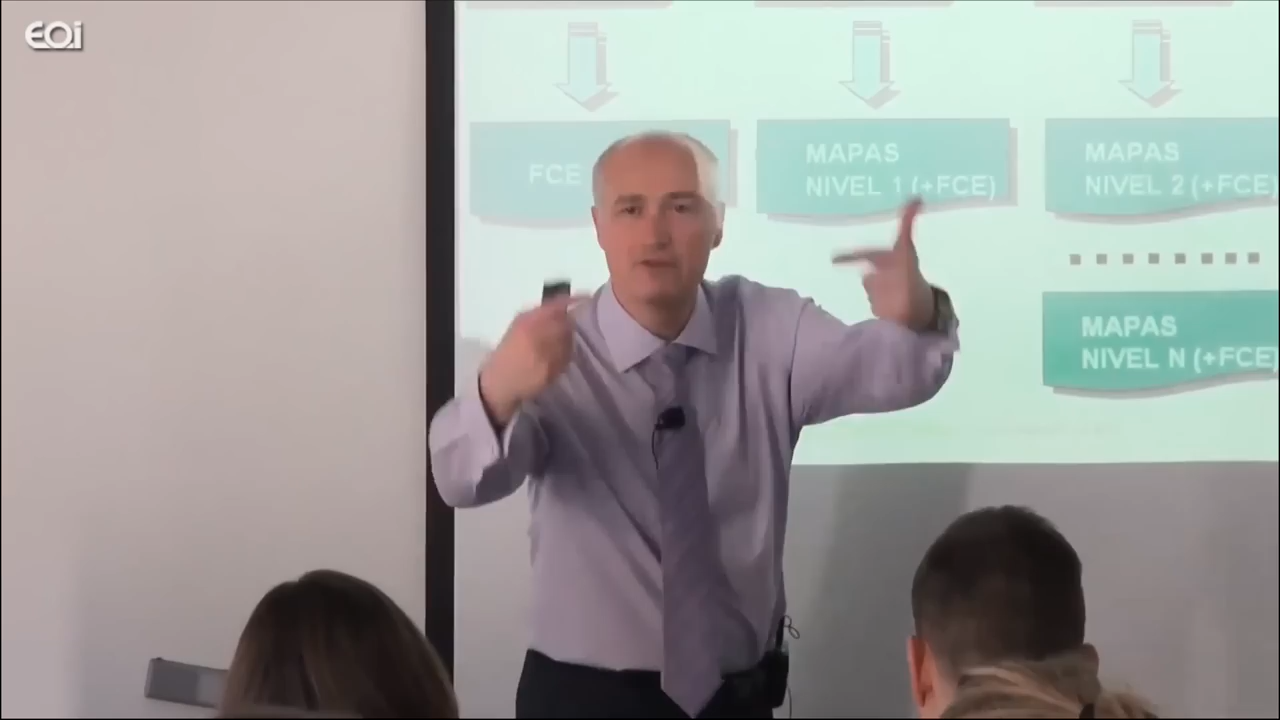 EOi
FCE
MAPAS
NIVEL 1 (+FCE)
MAPAS
NIVEL 2 (+FCE
MAPAS
NIVEL N (+FCE